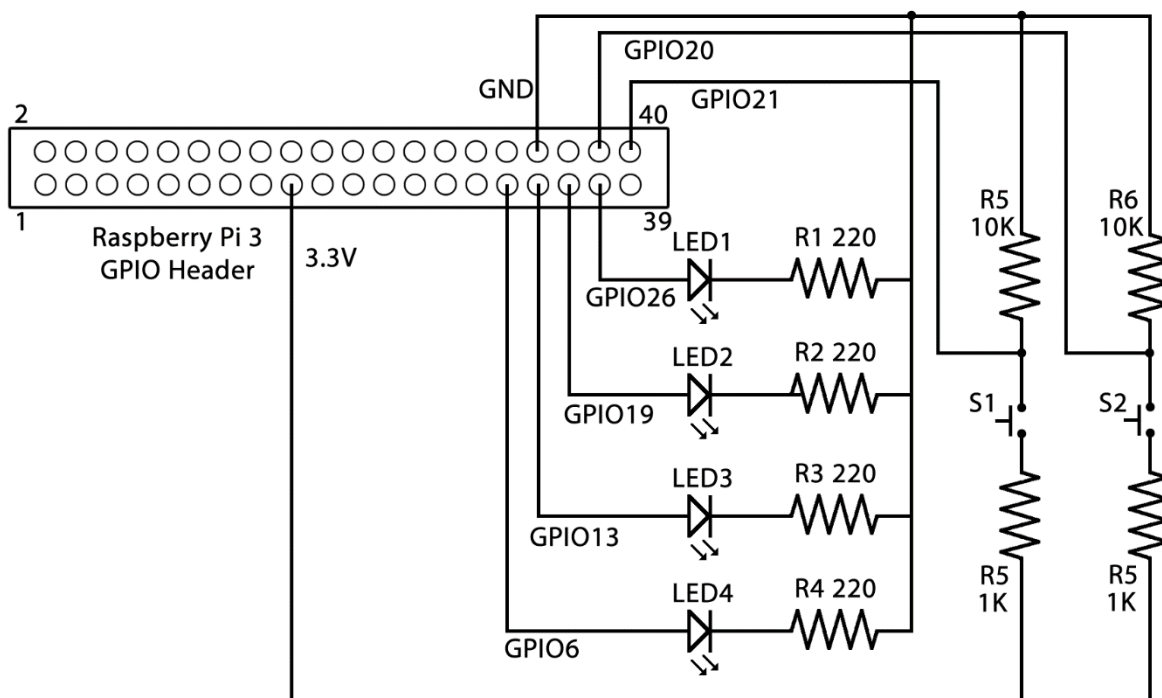 GPIO20
GND
GPIO21
2
40
1
39
Raspberry Pi 3
GPIO Header
3.3V
LED1
R1 220
GPIO26
LED2
R2 220
GPIO19
LED3
R3 220
GPIO13
LED4
R4 220
GPIO6
R5
10K
R6
10K
S1
S2
R5
1K
R5
1K